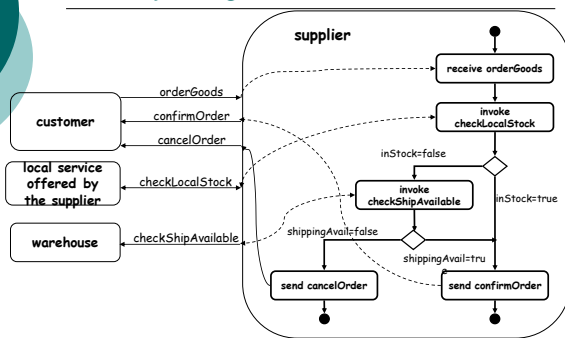 supplier
receive orderGoods
orderGoods
customer
confirmOrder
cancelOrder
invoke
checkLocalStock
inStock=false
local service
offered by
the supplier
checkLocalStock
invoke
checkShipAvailable
inStock=true
warehouse
checkShipAvailable
shippingAvail=false
shippingAvail=tru
e
send cancelOrder
send confirmOrder